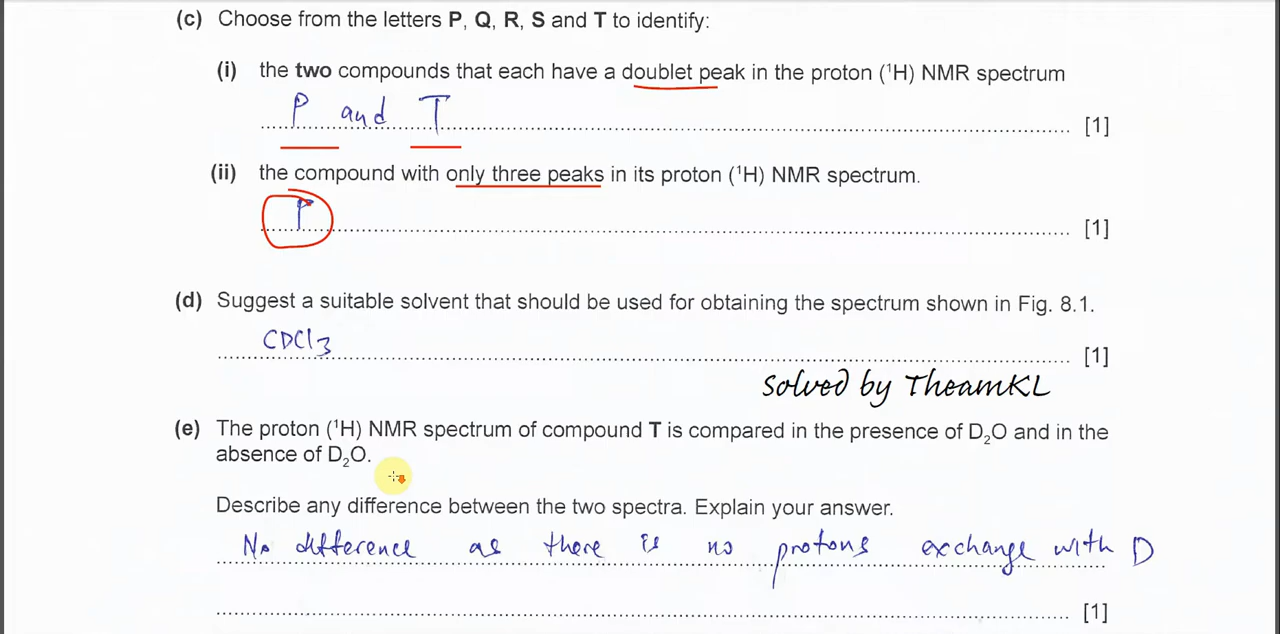 (c) Choose from the letters P, Q, R, S and T to identify:
(i) the two compounds that each have a doublet peak in the proton (¹H) NMR spectrum
P and T
[1]
(ii) the compound with only three peaks in its proton (¹H) NMR spectrum.
P
[1]
(d) Suggest a suitable solvent that should be used for obtaining the spectrum shown in Fig. 8.1.
CDCl3
[1]
Solved by TheamKL
(e) The proton (¹H) NMR spectrum of compound T is compared in the presence of D₂O and in the
absence of D₂O.
Describe any difference between the two spectra. Explain your answer.
No difference as there is no protons exchange with D
[1]